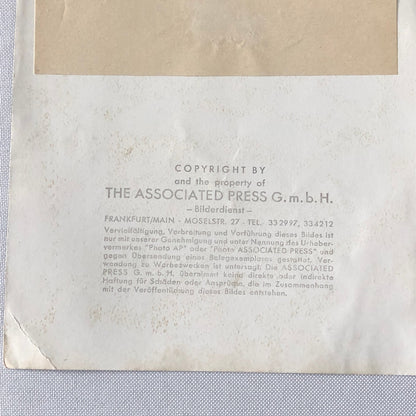 COPYRIGHT BY
and the property of
THE ASSOCIATED PRESS G.m.b.H.
—Bilderdienst—
FRANKFURT/MAIN - MOSELSTR. 27 - TEL. 332997, 334212
Vervielfältigung, Verbreitung und Vorführung dieses Bildes ist
nur mit unserer Genehmigung und unter Nennung des Urheber-
vermerkes "Photo AP" oder "Photo ASSOCIATED PRESS" und
gegen Übersendung eines Belegexemplares gestattet. Ver-
wendung zu Werbezwecken ist untersagt. Die ASSOCIATED
PRESS G. m. b. H. übernimmt keine direkte oder indirekte
Haftung für Schäden oder Ansprüche, die im Zusammenhang
mit der Veröffentlichung dieses Bildes entstehen.